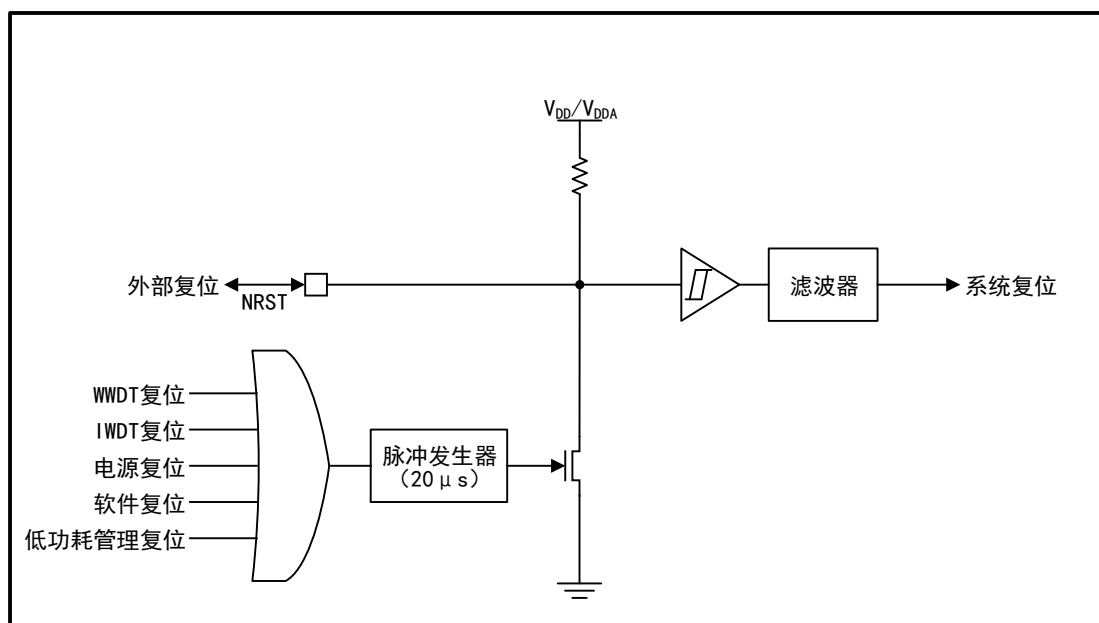 VDD/VDDA
外部复位
NRST
滤波器
系统复位
WWDT复位
IWDT复位
电源复位
软件复位
低功耗管理复位
脉冲发生器
（20μs）